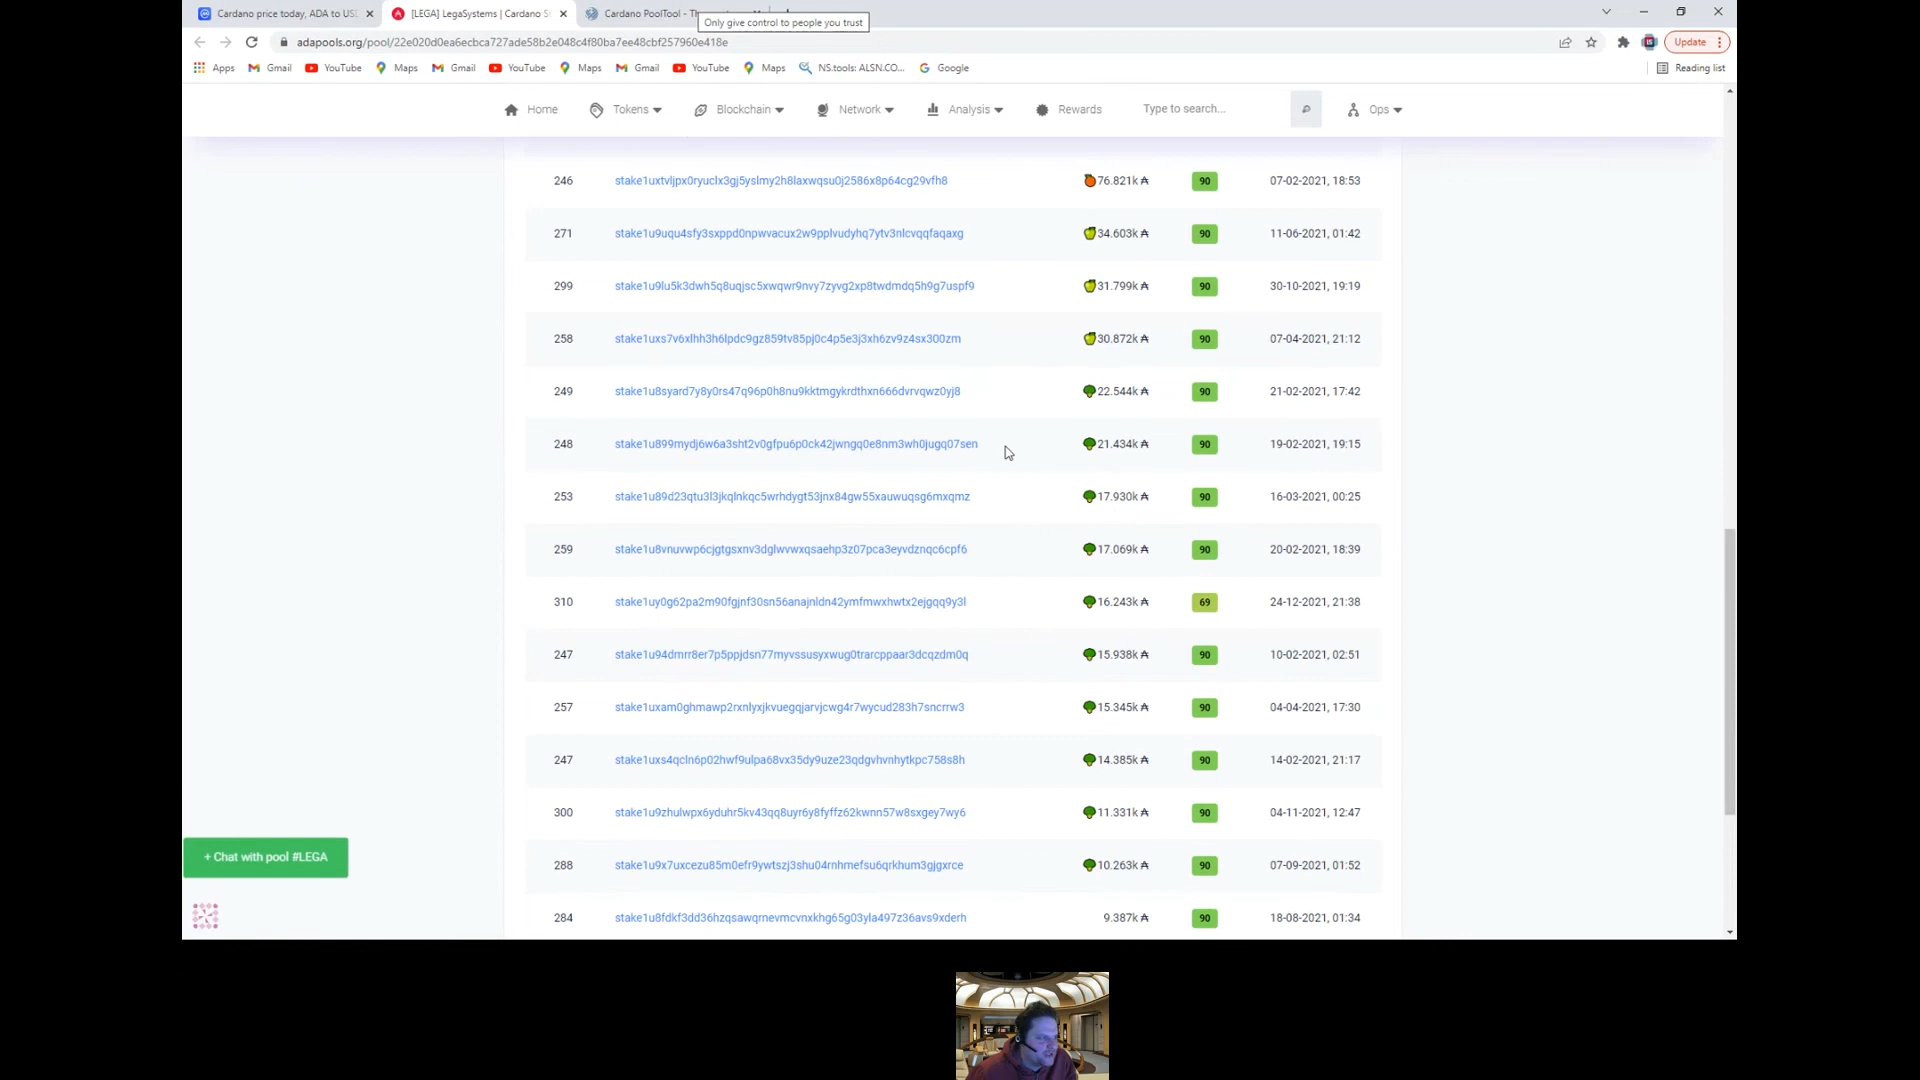 Cardano price today, ADA to US
[LEGA] LegaSystems | Cardano S
Cardano PoolTool - Th
Only give control to people you trust
adapools.org/pool/22e020d0ea6ecbca727ade58b2e048c4f80ba7ee48cbf257960e418e
Update
Apps Gmail YouTube Maps Gmail YouTube Maps Gmail YouTube Maps NS.tools: ALSN.CO... Google Reading list
Home Tokens Blockchain Network Analysis Rewards Type to search... Ops
246 stake1uxtvljpx0ryuclx3gj5yslmy2h8laxwqsu0j2586x8p64cg29vfh8 76.821k ₳ 90 07-02-2021, 18:53
271 stake1u9uqu4sfy3sxppd0npwvacux2w9pplvudyhq7ytv3nlcvqqfaqaxg 34.603k ₳ 90 11-06-2021, 01:42
299 stake1u9lu5k3dwh5q8uqjsc5xwqwr9nvy7zyvg2xp8twdmdq5h9g7uspf9 31.799k ₳ 90 30-10-2021, 19:19
258 stake1uxs7v6xlhh3h6lpdc9gz859tv85pj0c4p5e3j3xh6zv9z4sx300zm 30.872k ₳ 90 07-04-2021, 21:12
249 stake1u8syard7y8y0rs47q96p0h8nu9kktmgykrdthxn666dvrvqwz0yj8 22.544k ₳ 90 21-02-2021, 17:42
248 stake1u899mydj6w6a3sht2v0gfpu6p0ck42jwngq0e8nm3wh0jugq07sen 21.434k ₳ 90 19-02-2021, 19:15
253 stake1u89d23qtu3l3jkqlnkqc5wrhdygt53jnx84gw55xauwuqsg6mxqmz 17.930k ₳ 90 16-03-2021, 00:25
259 stake1u8vnuvwp6cjgtgsxnv3dglwvwxqsaehp3z07pca3eyvdznqc6cpf6 17.069k ₳ 90 20-02-2021, 18:39
310 stake1uy0g62pa2m90fgjnf30sn56anajnldn42ymfmwxhwtx2ejgqq9y3l 16.243k ₳ 69 24-12-2021, 21:38
247 stake1u94dmrr8er7p5ppjdsn77myvssusyxwug0trarcppaar3dcqzdm0q 15.938k ₳ 90 10-02-2021, 02:51
257 stake1uxam0ghmawp2rxnlyxjkvuegqjarvjcwg4r7wycud283h7sncrrw3 15.345k ₳ 90 04-04-2021, 17:30
247 stake1uxs4qcln6p02hwf9ulpa68vx35dy9uze23qdgvhvnhytkpc758s8h 14.385k ₳ 90 14-02-2021, 21:17
300 stake1u9zhulwpx6yduhr5kv43qq8uyr6y8fyffz62kwnn57w8sxgey7wy6 11.331k ₳ 90 04-11-2021, 12:47
288 stake1u9x7uxcezu85m0efr9ywtszj3shu04rnhmefsu6qrkhum3gjgxrce 10.263k ₳ 90 07-09-2021, 01:52
284 stake1u8fdkf3dd36hzqsawqrnevmcvnxkhg65g03yla497z36avs9xderh 9.387k ₳ 90 18-08-2021, 01:34
+ Chat with pool #LEGA